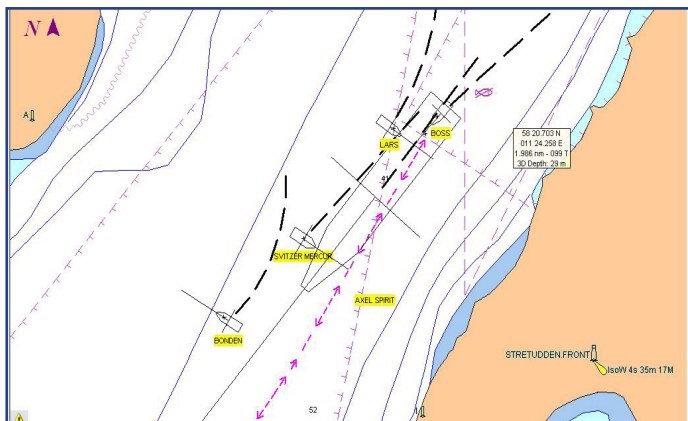 N
A
LARS
BOSS
58 20.703 N
011 24.258 E
1.986 nm - 099 T
3D Depth: 29 m
41
SVITZER MERCUR
AXEL SPIRIT
BONDEN
STRETUDDEN.FRONT
IsoW 4s 35m 17M
52
1